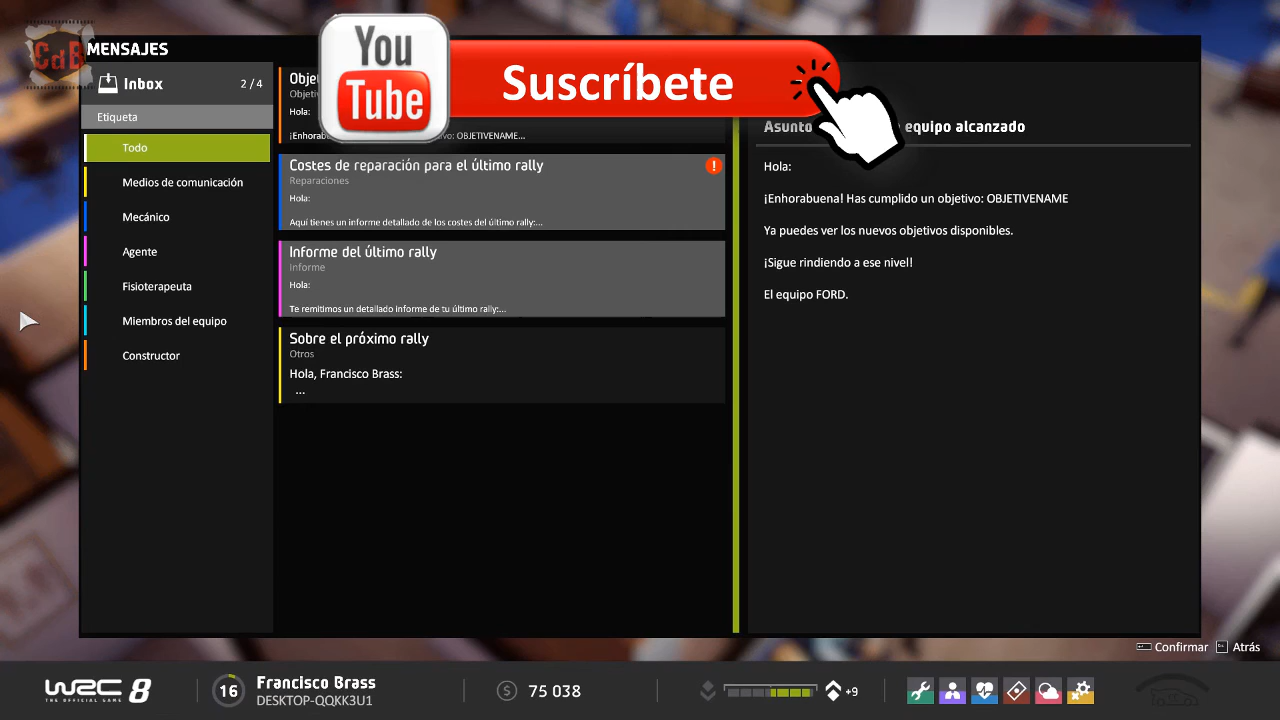 CdB
MENSAJES
Inbox 2 / 4
Etiqueta
Todo
Medios de comunicación
Mecánico
Agente
Fisioterapeuta
Miembros del equipo
Constructor
You
Tube
Suscríbete
Hola:
OBJETIVENAME...
Costes de reparación para el último rally
Reparaciones
Hola:
Aquí tienes un informe detallado de los costes del último rally:...
Informe del último rally
Informe
Hola:
Te remitimos un detallado informe de tu último rally:...
Sobre el próximo rally
Otros
Hola, Francisco Brass:
...
Asunto equipo alcanzado
Hola:
¡Enhorabuena! Has cumplido un objetivo: OBJETIVENAME
Ya puedes ver los nuevos objetivos disponibles.
¡Sigue rindiendo a ese nivel!
El equipo FORD.
Confirmar Atrás
WRC 8
THE OFFICIAL GAME
16
Francisco Brass
DESKTOP-QQKK3U1
75 038
+9